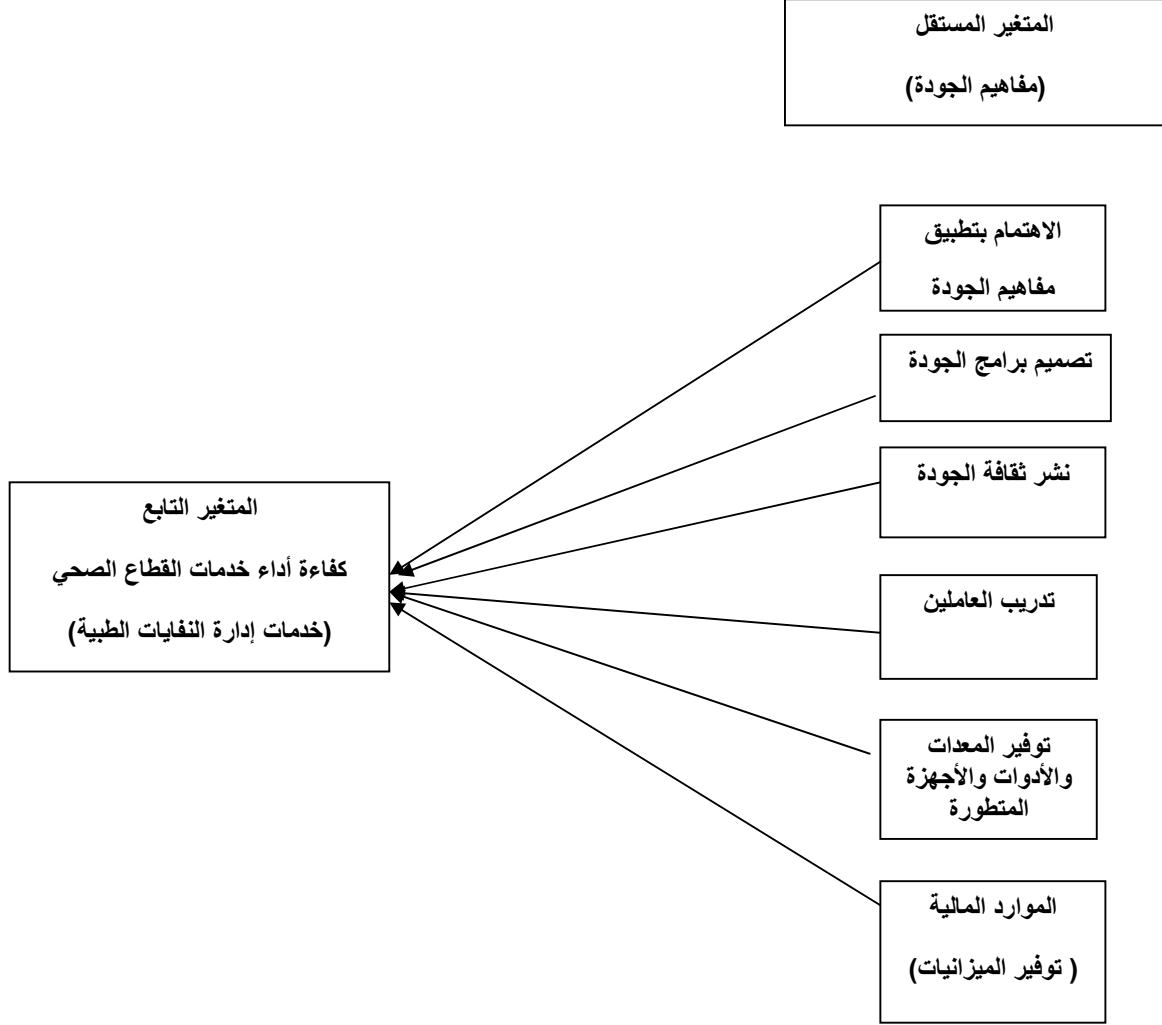 المتغير المستقل
(مفاهيم الجودة)
الاهتمام بتطبيق
مفاهيم الجودة
تصميم برامج الجودة
نشر ثقافة الجودة
المتغير التابع
كفاءة أداء خدمات القطاع الصحي
(خدمات إدارة النفايات الطبية)
تدريب العاملين
توفير المعدات
والأدوات والأجهزة
المتطورة
الموارد المالية
( توفير الميزانيات)